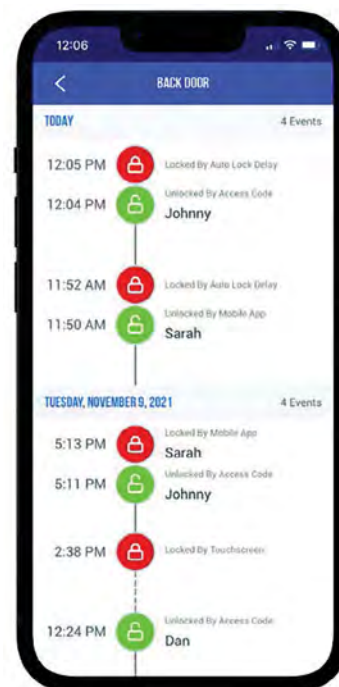 12:06
BACK DOOR
TODAY 4 Events
12:05 PM Locked By Auto Lock Delay
12:04 PM Unlocked By Access Code
Johnny
11:52 AM Locked By Auto Lock Delay
11:50 AM Unlocked By Mobile App
Sarah
TUESDAY, NOVEMBER 9, 2021 4 Events
5:13 PM Locked By Mobile App
Sarah
5:11 PM Unlocked By Access Code
Johnny
2:38 PM Locked By Touchscreen
12:24 PM Unlocked By Access Code
Dan